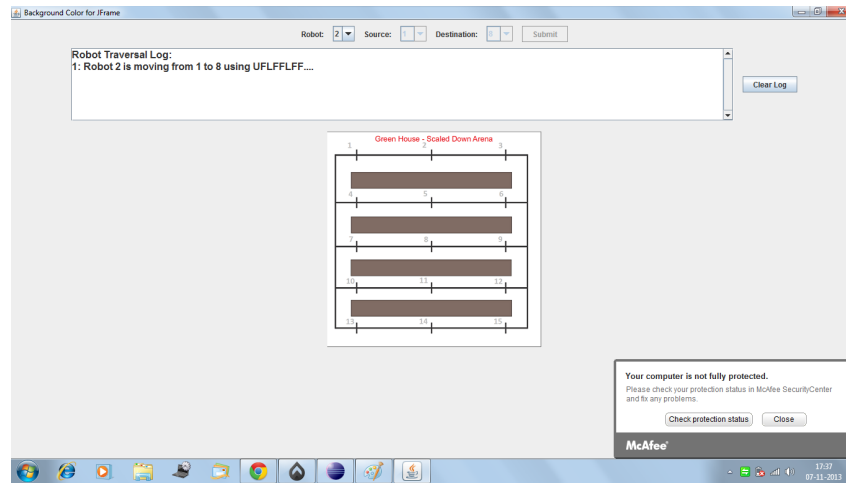 Background Color for JFrame
Robot: 2 Source: 1 Destination: 8 Submit
Robot Traversal Log:
1: Robot 2 is moving from 1 to 8 using UFLFFLFF....
Clear Log
Green House - Scaled Down Arena
1 2 3
4 5 6
7 8 9
10 11 12
13 14 15
Your computer is not fully protected.
Please check your protection status in McAfee SecurityCenter
and fix any problems.
Check protection status Close
McAfee
17:37
07-11-2013